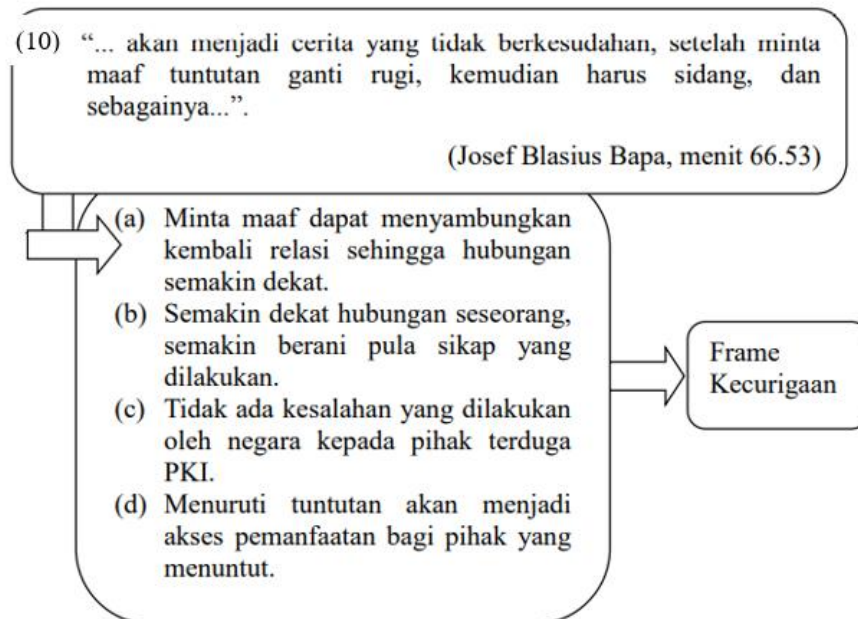 (10) “... akan menjadi cerita yang tidak berkesudahan, setelah minta
maaf tuntutan ganti rugi, kemudian harus sidang, dan
sebagainya...”.
(Josef Blasius Bapa, menit 66.53)
(a) Minta maaf dapat menyambungkan
kembali relasi sehingga hubungan
semakin dekat.
(b) Semakin dekat hubungan seseorang,
semakin berani pula sikap yang
dilakukan.
(c) Tidak ada kesalahan yang dilakukan
oleh negara kepada pihak terduga
PKI.
(d) Menuruti tuntutan akan menjadi
akses pemanfaatan bagi pihak yang
menuntut.
Frame
Kecurigaan